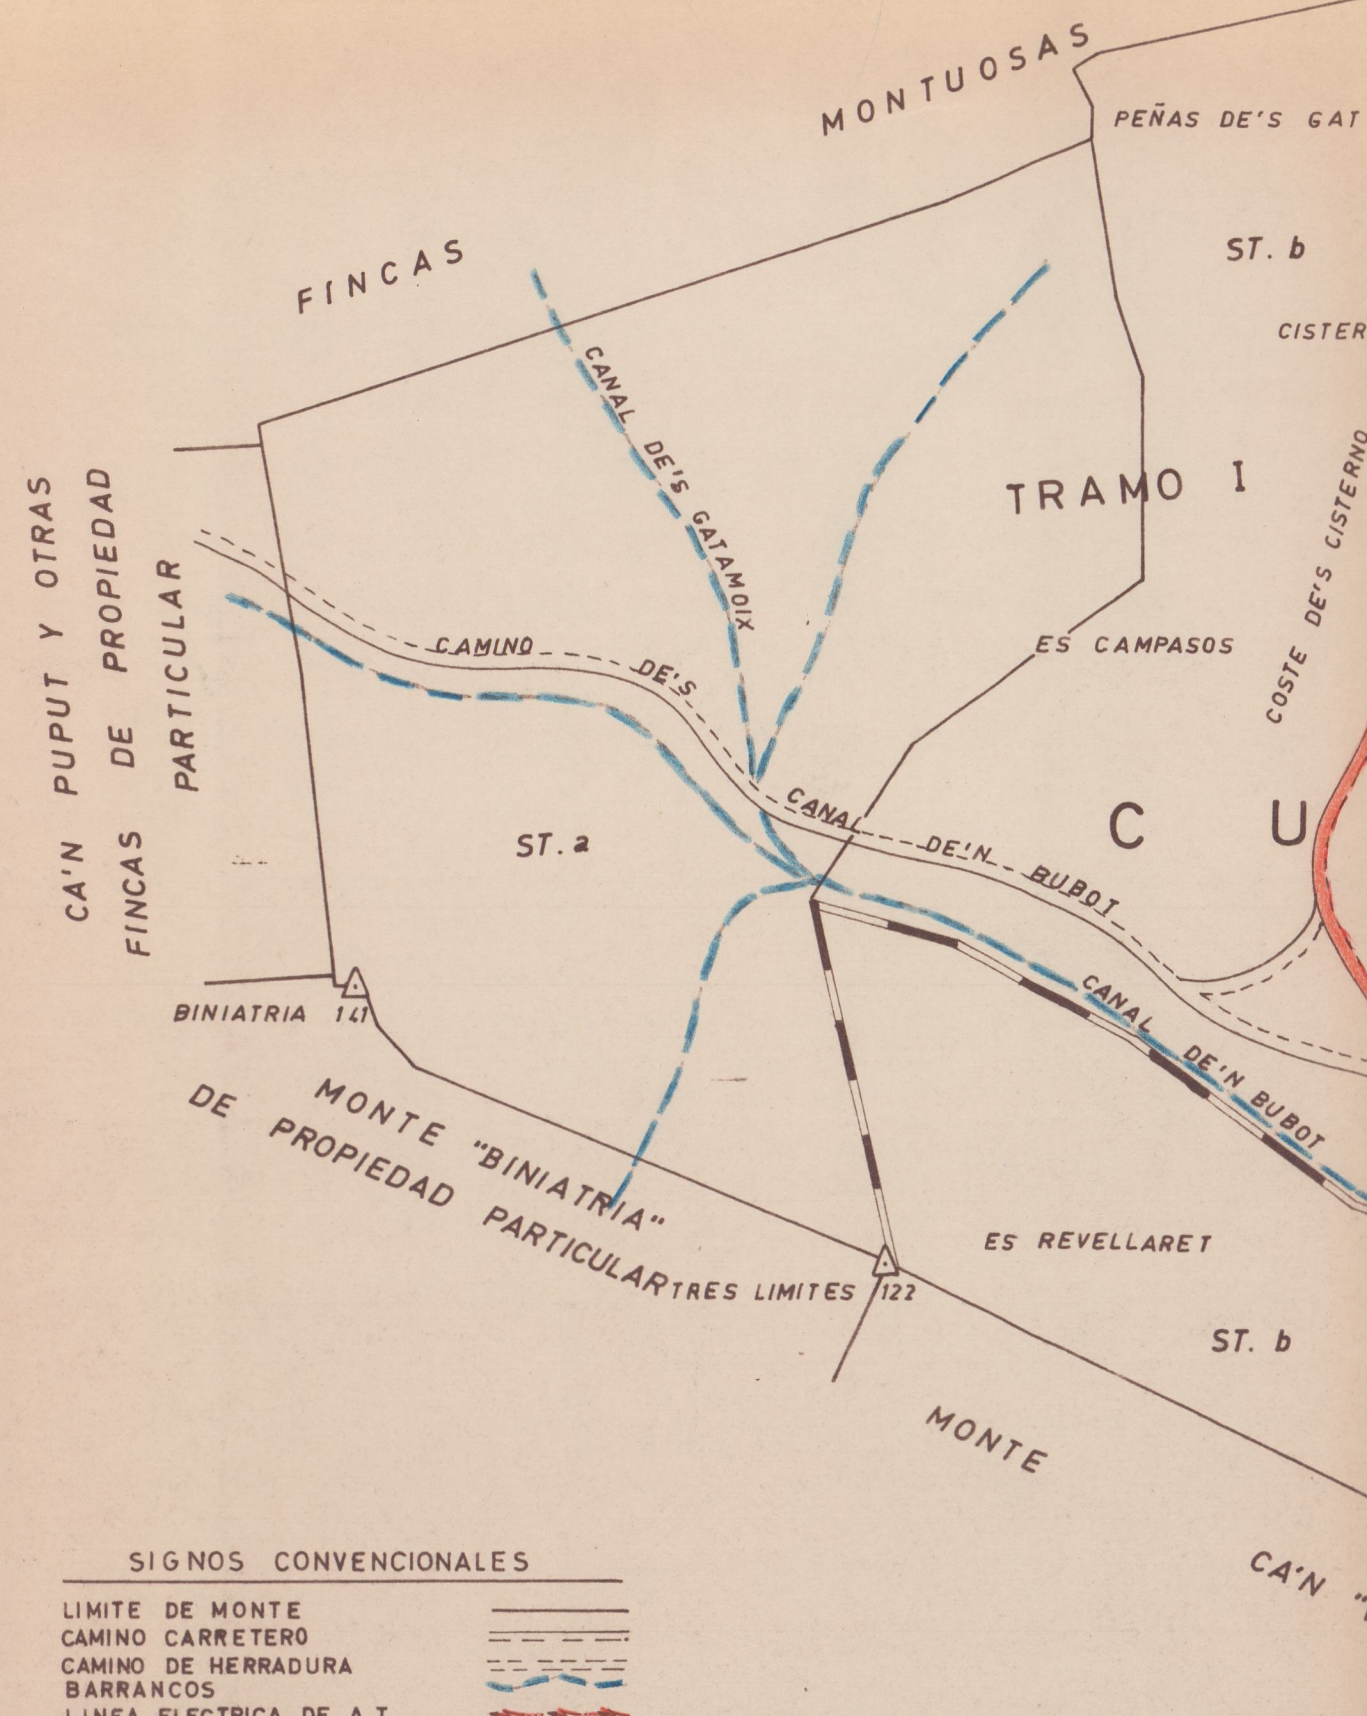 MONTUOSAS
PEÑAS DE'S GAT
FINCAS
ST. b
CISTER
CANAL DE'S GATAMOIX
TRAMO I
COSTE DE'S CISTERNO
CA'N PUPUT Y OTRAS
FINCAS DE PROPIEDAD
PARTICULAR
CAMINO DE'S CANAL DE'N BUBOT
ES CAMPASOS
C U
ST. a
CANAL DE'N BUBOT
BINIATRIA 141
MONTE "BINIATRIA"
DE PROPIEDAD PARTICULAR
TRES LIMITES 122
ES REVELLARET
ST. b
MONTE
CA'N "
SIGNOS CONVENCIONALES
LIMITE DE MONTE
CAMINO CARRETERO
CAMINO DE HERRADURA
BARRANCOS
LINEA ELECTRICA DE A.T.